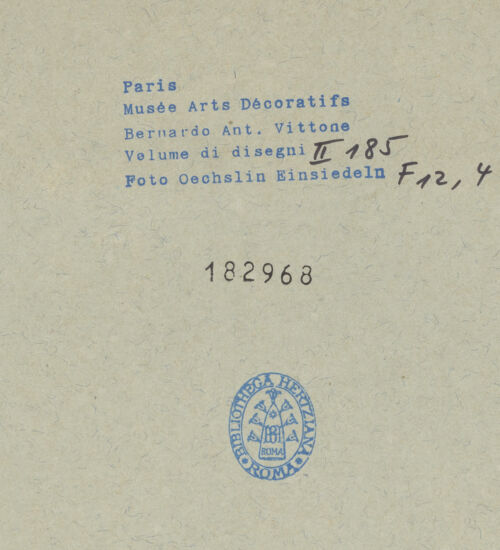 Paris
Musée Arts Décoratifs
Bernardo Ant. Vittone
Volume di disegni II 185
Foto Oechslin Einsiedeln F12, 4
182968
BIBLIOTHECA HERTZIANA
ROMA
ROMA